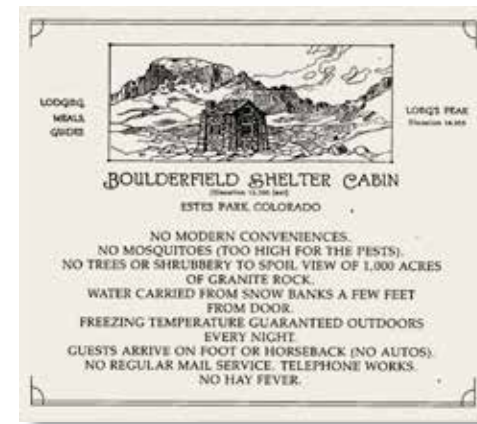 LODGING
MEALS
GUIDES
LONG'S PEAK
BOULDERFIELD SHELTER CABIN
ESTES PARK, COLORADO
NO MODERN CONVENIENCES.
NO MOSQUITOES (TOO HIGH FOR THE PESTS).
NO TREES OR SHRUBBERY TO SPOIL VIEW OF 1,000 ACRES
OF GRANITE ROCK.
WATER CARRIED FROM SNOW BANKS A FEW FEET
FROM DOOR.
FREEZING TEMPERATURE GUARANTEED OUTDOORS
EVERY NIGHT.
GUESTS ARRIVE ON FOOT OR HORSEBACK (NO AUTOS).
NO REGULAR MAIL SERVICE. TELEPHONE WORKS.
NO HAY FEVER.